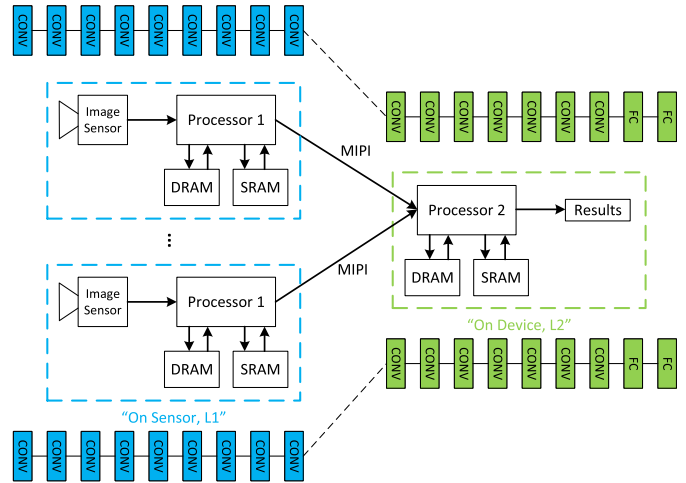 CONV CONV CONV CONV CONV CONV CONV CONV CONV
CONV CONV CONV CONV CONV CONV CONV FC FC
Image
Sensor
Processor 1
DRAM
SRAM
MIPI
Processor 2
Results
DRAM
SRAM
...
Image
Sensor
Processor 1
DRAM
SRAM
MIPI
"On Device, L2"
CONV CONV CONV CONV CONV CONV CONV FC FC
"On Sensor, L1"
CONV CONV CONV CONV CONV CONV CONV CONV CONV